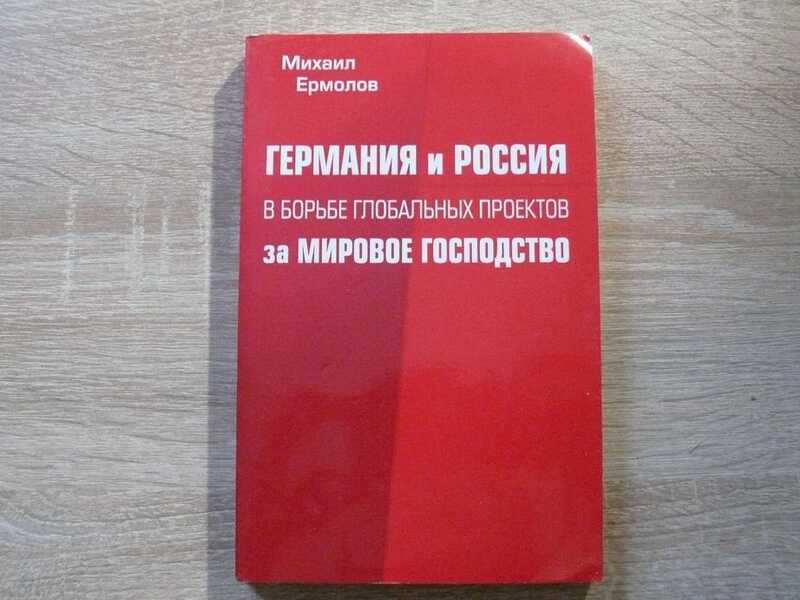 Михаил
Ермолов
ГЕРМАНИЯ и РОССИЯ
В БОРЬБЕ ГЛОБАЛЬНЫХ ПРОЕКТОВ
за МИРОВОЕ ГОСПОДСТВО